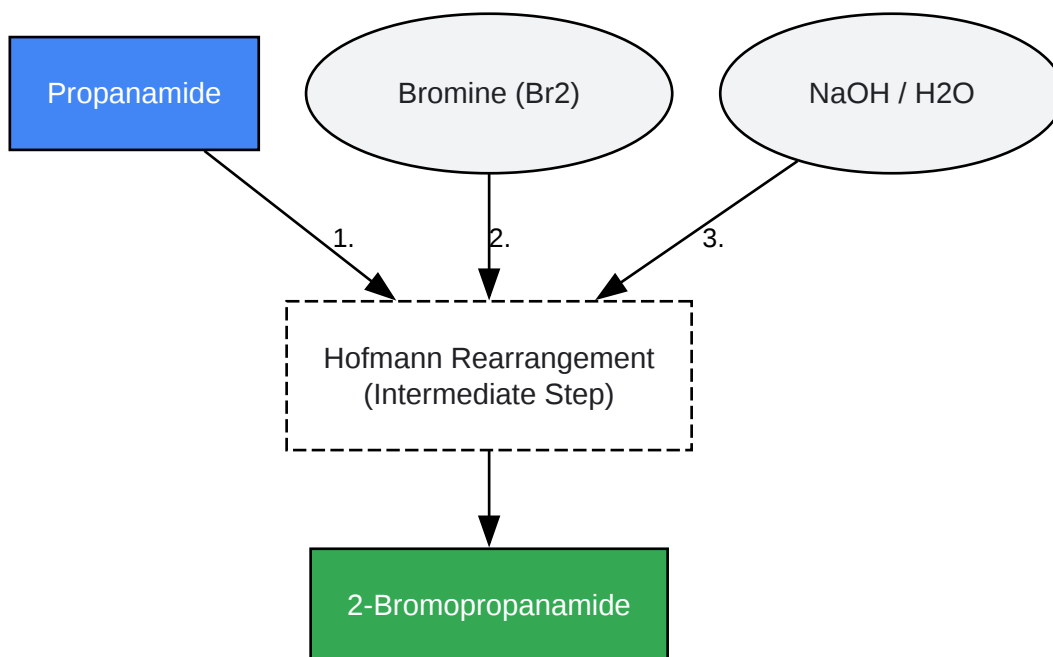 Propanamide
Bromine (Br2)
NaOH / H2O
1.
2.
3.
Hofmann Rearrangement
(Intermediate Step)
2-Bromopropanamide